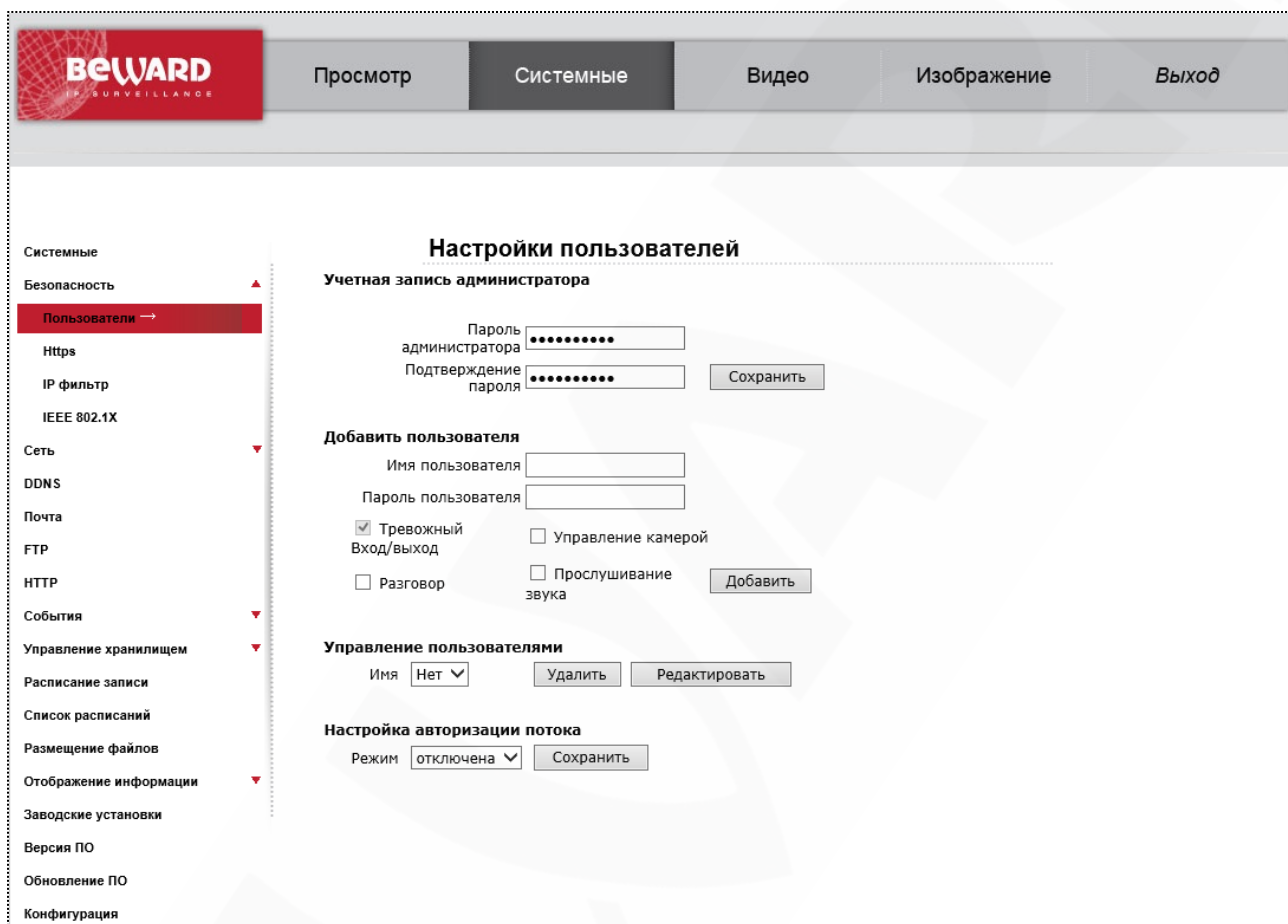 BEWARD
IP SURVEILLANCE
Просмотр
Системные
Видео
Изображение
Выход
Системные
Безопасность
Пользователи →
Https
IP фильтр
IEEE 802.1X
Сеть
DDNS
Почта
FTP
HTTP
События
Управление хранилищем
Расписание записи
Список расписаний
Размещение файлов
Отображение информации
Заводские установки
Версия ПО
Обновление ПО
Конфигурация
Настройки пользователей
Учетная запись администратора
Пароль
администратора
Подтверждение
пароля
Сохранить
Добавить пользователя
Имя пользователя
Пароль пользователя
Тревожный
Вход/выход
Управление камерой
Разговор
Прослушивание
звука
Добавить
Управление пользователями
Имя Нет Удалить Редактировать
Настройка авторизации потока
Режим отключена Сохранить